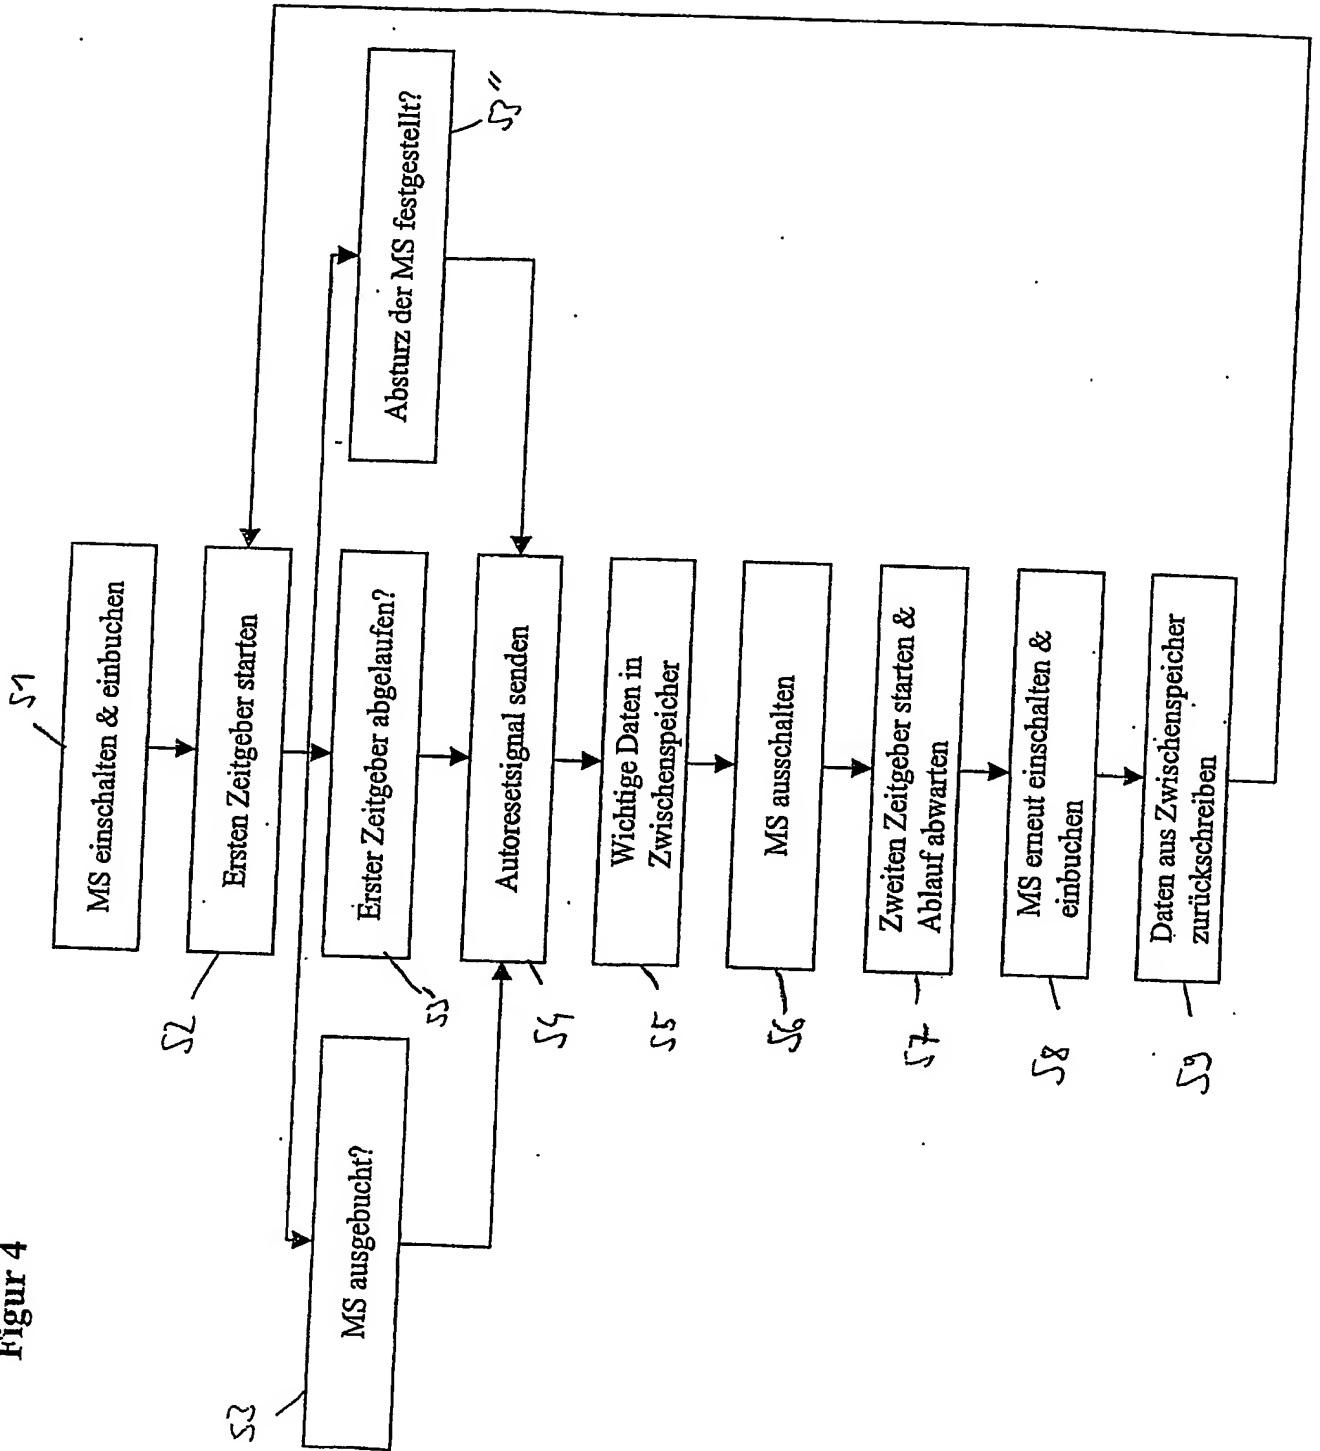 Figur 4
S1
MS einschalten & einbuchen
S2
Ersten Zeitgeber starten
S3
MS ausgebucht?
S3'
Erster Zeitgeber abgelaufen?
S3''
Absturz der MS festgestellt?
S4
Autoresetsignal senden
S5
Wichtige Daten in
Zwischenspeicher
S6
MS ausschalten
S7
Zweiten Zeitgeber starten &
Ablauf abwarten
S8
MS erneut einschalten &
einbuchen
S9
Daten aus Zwischenspeicher
zurückschreiben